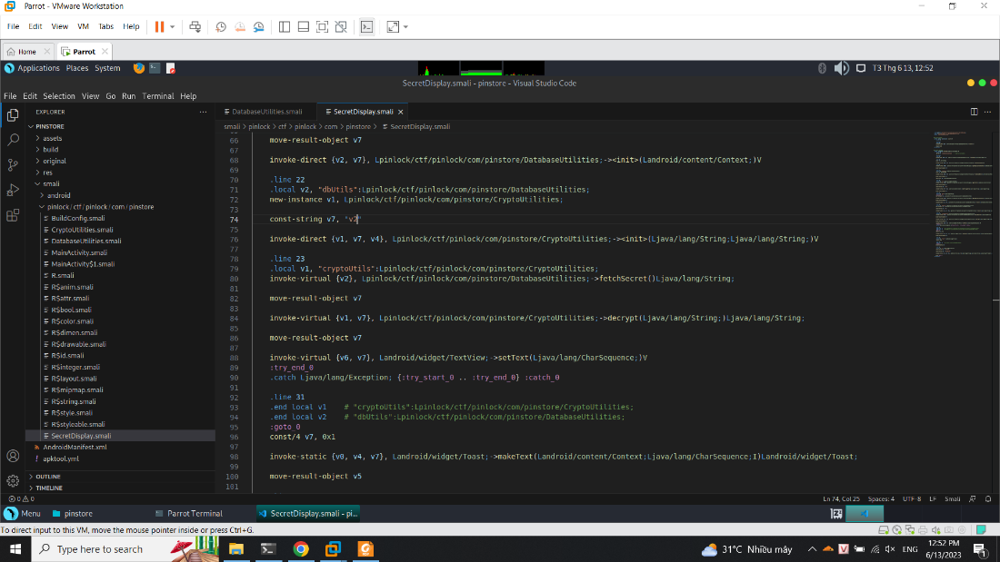 Parrot - VMware Workstation
File Edit View VM Tabs Help
Home Parrot
Applications Places System T3 Thg 6 13, 12:52
SecretDisplay.smali - pinstore - Visual Studio Code
File Edit Selection View Go Run Terminal Help
EXPLORER
PINSTORE
assets
build
original
res
smali
android
pinlock / ctf / pinlock / com / pinstore
BuildConfig.smali
CryptoUtilities.smali
DatabaseUtilities.smali
MainActivity.smali
MainActivity$1.smali
R.smali
R$anim.smali
R$attr.smali
R$bool.smali
R$color.smali
R$dimen.smali
R$drawable.smali
R$id.smali
R$integer.smali
R$layout.smali
R$mipmap.smali
R$string.smali
R$style.smali
R$styleable.smali
SecretDisplay.smali
AndroidManifest.xml
apktool.yml
OUTLINE
TIMELINE
DatabaseUtilities.smali SecretDisplay.smali
smali > pinlock > ctf > pinlock > com > pinstore > SecretDisplay.smali
66 move-result-object v7
67
68 invoke-direct {v2, v7}, Lpinlock/ctf/pinlock/com/pinstore/DatabaseUtilities;-><init>(Landroid/content/Context;)V
69
70 .line 22
71 .local v2, "dbUtils":Lpinlock/ctf/pinlock/com/pinstore/DatabaseUtilities;
72 new-instance v1, Lpinlock/ctf/pinlock/com/pinstore/CryptoUtilities;
73
74 const-string v7, "v2"
75
76 invoke-direct {v1, v7, v4}, Lpinlock/ctf/pinlock/com/pinstore/CryptoUtilities;-><init>(Ljava/lang/String;Ljava/lang/String;)V
77
78 .line 23
79 .local v1, "cryptoUtils":Lpinlock/ctf/pinlock/com/pinstore/CryptoUtilities;
80 invoke-virtual {v2}, Lpinlock/ctf/pinlock/com/pinstore/DatabaseUtilities;->fetchSecret()Ljava/lang/String;
81
82 move-result-object v7
83
84 invoke-virtual {v1, v7}, Lpinlock/ctf/pinlock/com/pinstore/CryptoUtilities;->decrypt(Ljava/lang/String;)Ljava/lang/String;
85
86 move-result-object v7
87
88 invoke-virtual {v6, v7}, Landroid/widget/TextView;->setText(Ljava/lang/CharSequence;)V
89 :try_end_0
90 .catch Ljava/lang/Exception; {:try_start_0 .. :try_end_0} :catch_0
91
92 .line 31
93 .end local v1 # "cryptoUtils":Lpinlock/ctf/pinlock/com/pinstore/CryptoUtilities;
94 .end local v2 # "dbUtils":Lpinlock/ctf/pinlock/com/pinstore/DatabaseUtilities;
95 :goto_0
96 const/4 v7, 0x1
97
98 invoke-static {v0, v4, v7}, Landroid/widget/Toast;->makeText(Landroid/content/Context;Ljava/lang/CharSequence;I)Landroid/widget/Toast;
99
100 move-result-object v5
101
0 0 Ln 74, Col 25 Spaces: 4 UTF-8 LF Smali
Menu pinstore Parrot Terminal SecretDisplay.smali - pi...
To direct input to this VM, move the mouse pointer inside or press Ctrl+G.
Type here to search 31°C Nhiều mây ENG 12:52 PM 6/13/2023 1